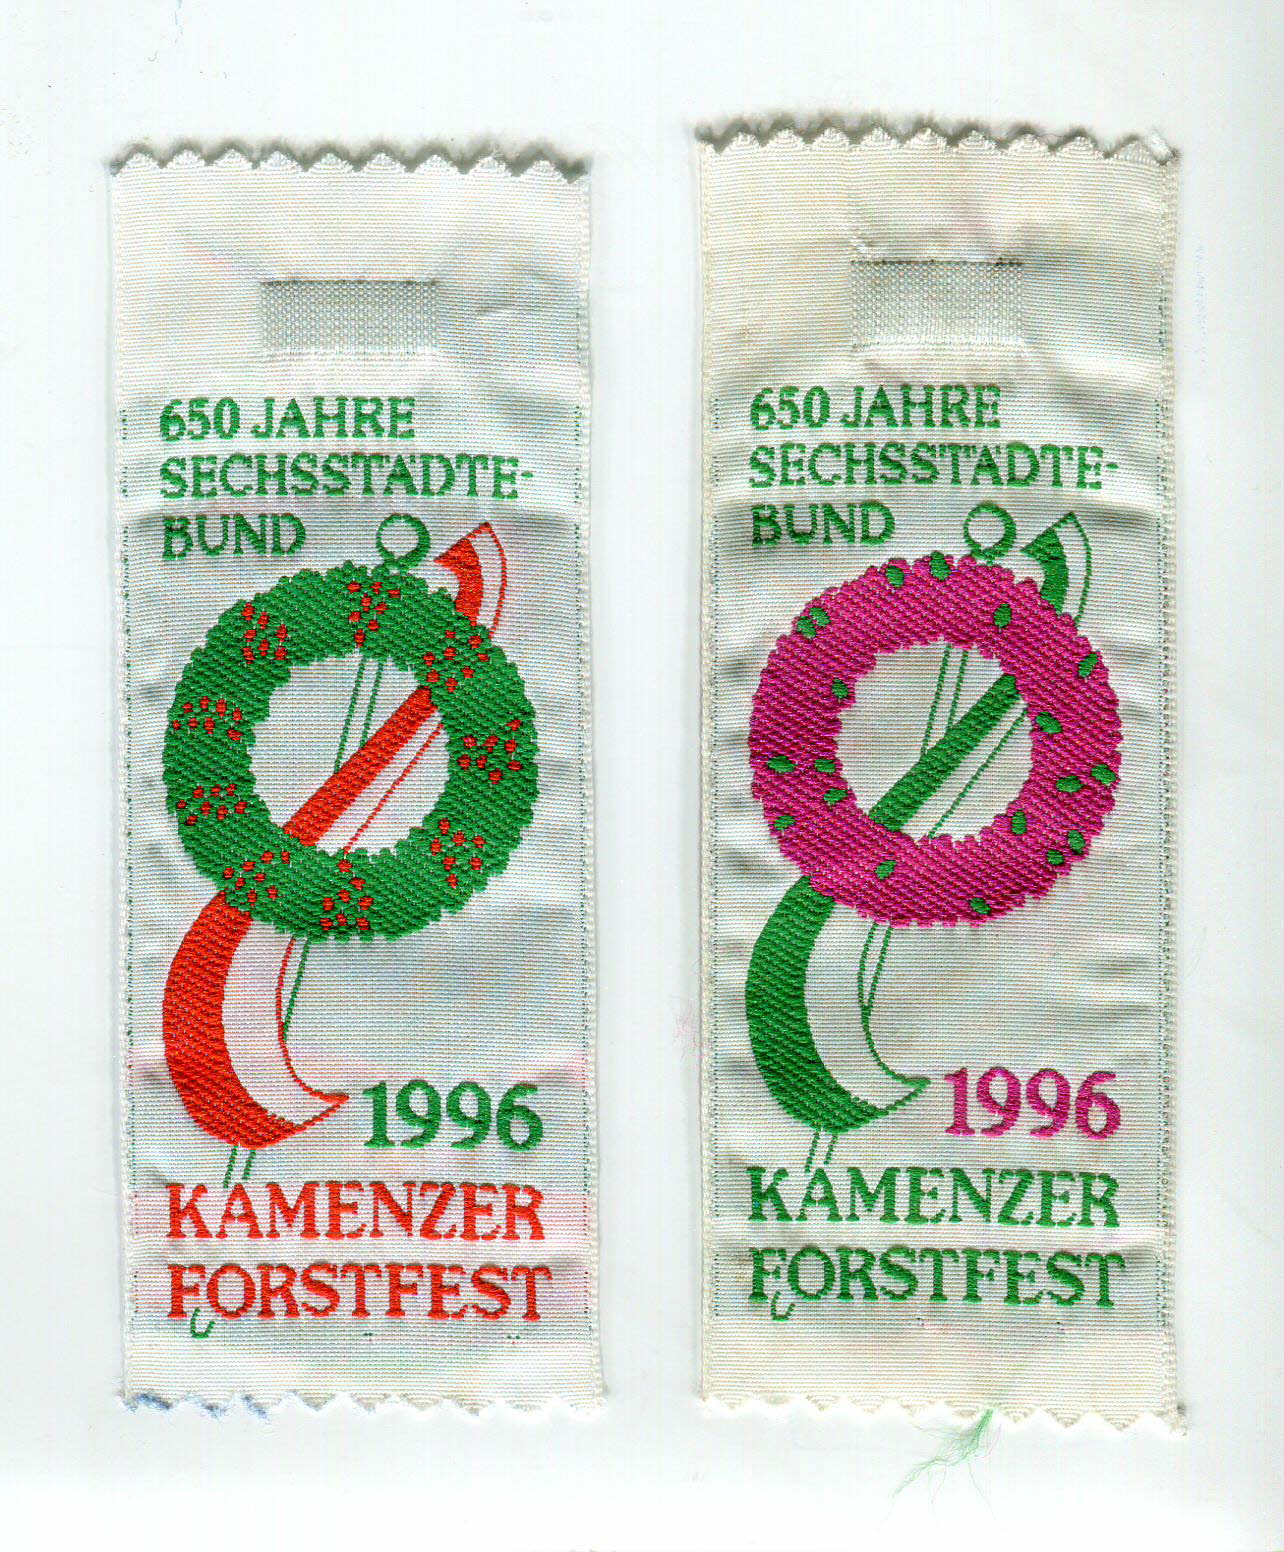 650 JAHRE
SECHSSTÄDTE-
BUND
1996
KAMENZER
FORSTFEST
650 JAHRE
SECHSSTÄDTE-
BUND
1996
KAMENZER
FORSTFEST